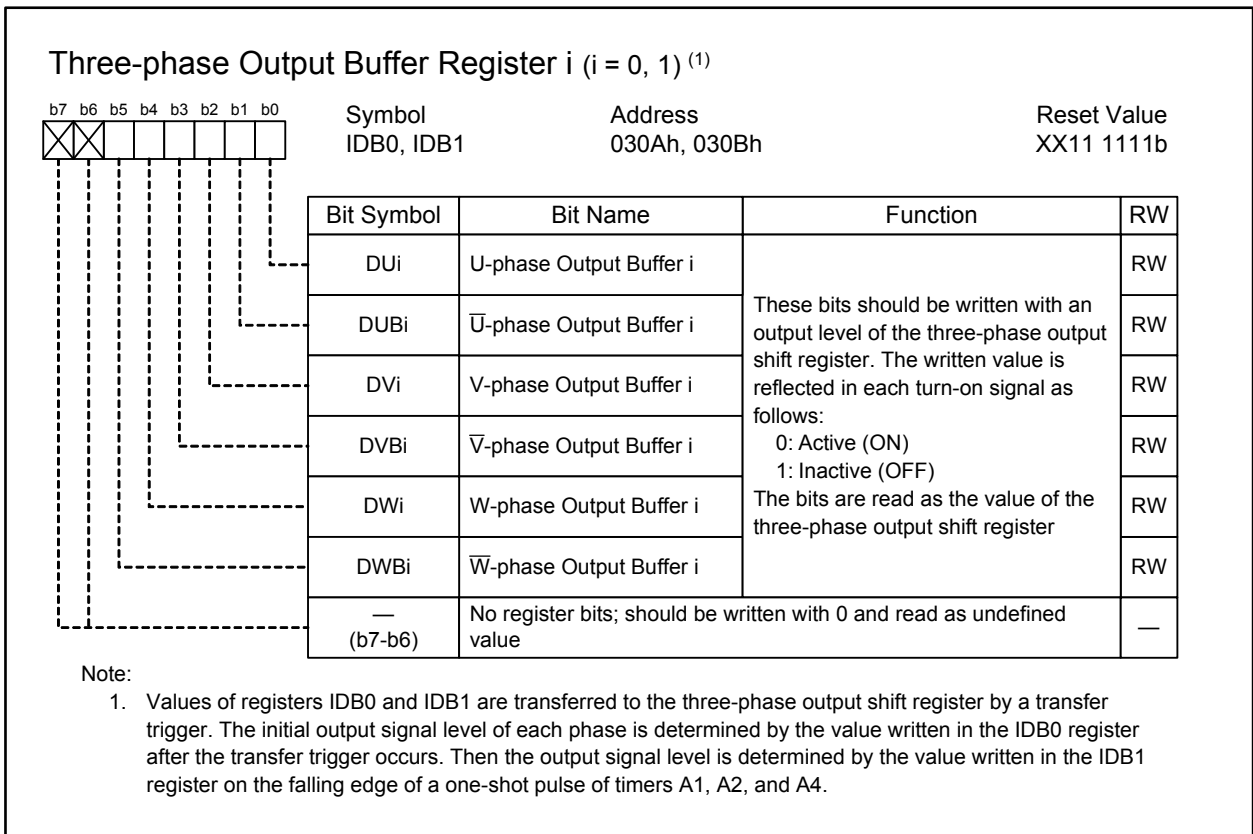 Three-phase Output Buffer Register i (i = 0, 1) (1)
b7 b6 b5 b4 b3 b2 b1 b0
Symbol Address Reset Value
IDB0, IDB1 030Ah, 030Bh XX11 1111b
Bit Symbol Bit Name Function RW
DUi U-phase Output Buffer i RW
DUBi U̅-phase Output Buffer i RW
DVi V-phase Output Buffer i RW
DVBi V̅-phase Output Buffer i RW
DWi W-phase Output Buffer i RW
DWBi W̅-phase Output Buffer i RW
These bits should be written with an
output level of the three-phase output
shift register. The written value is
reflected in each turn-on signal as
follows:
0: Active (ON)
1: Inactive (OFF)
The bits are read as the value of the
three-phase output shift register
—
(b7-b6)
No register bits; should be written with 0 and read as undefined
value
—
Note:
1. Values of registers IDB0 and IDB1 are transferred to the three-phase output shift register by a transfer
trigger. The initial output signal level of each phase is determined by the value written in the IDB0 register
after the transfer trigger occurs. Then the output signal level is determined by the value written in the IDB1
register on the falling edge of a one-shot pulse of timers A1, A2, and A4.